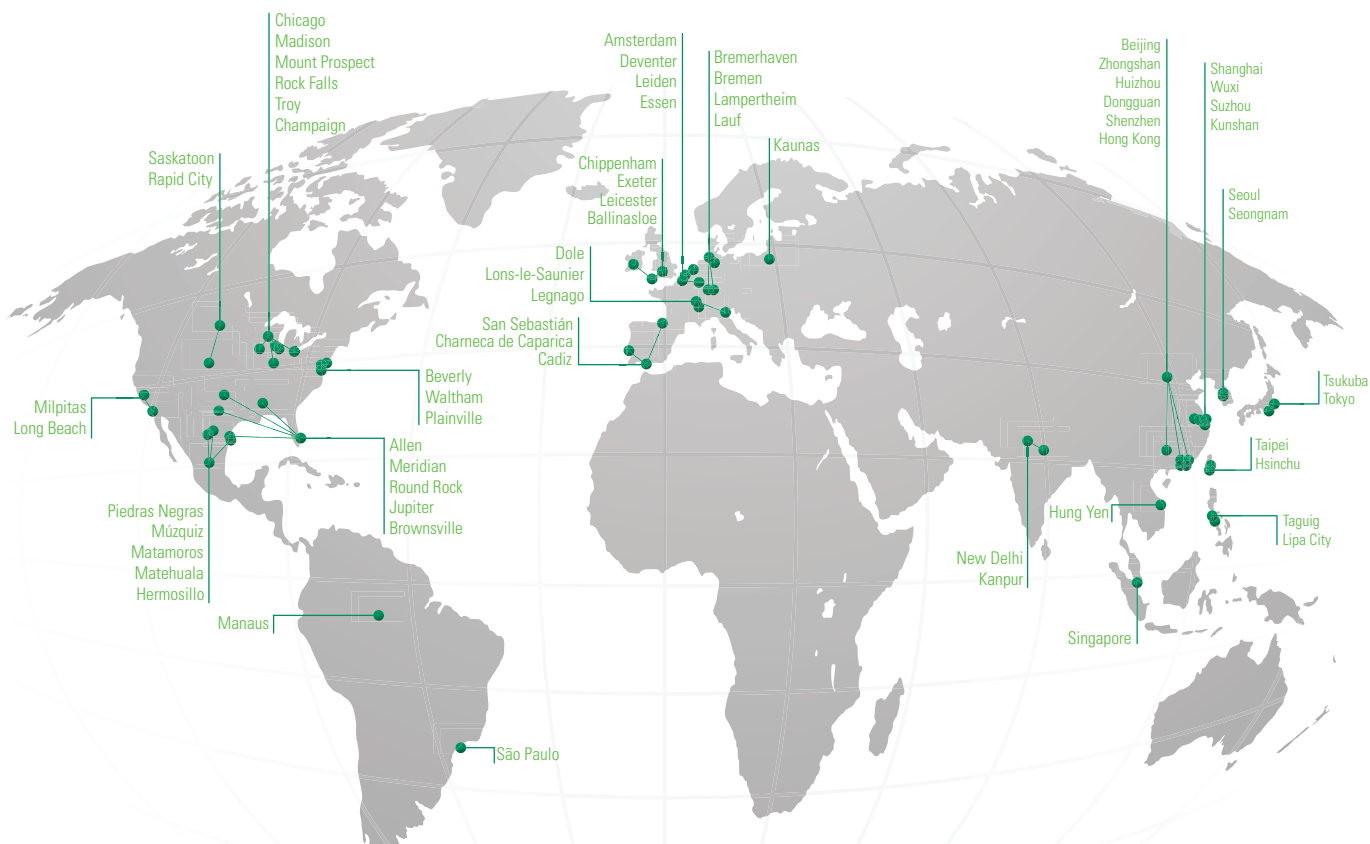 Chicago
Madison
Mount Prospect
Rock Falls
Troy
Champaign
Saskatoon
Rapid City
Milpitas
Long Beach
Beverly
Waltham
Plainville
Allen
Meridian
Round Rock
Jupiter
Brownsville
Piedras Negras
Múzquiz
Matamoros
Matehuala
Hermosillo
Manaus
São Paulo
Amsterdam
Deventer
Leiden
Essen
Bremerhaven
Bremen
Lampertheim
Lauf
Kaunas
Chippenham
Exeter
Leicester
Ballinasloe
Dole
Lons-le-Saunier
Legnago
San Sebastián
Charneca de Caparica
Cadiz
Beijing
Zhongshan
Huizhou
Dongguan
Shenzhen
Hong Kong
Shanghai
Wuxi
Suzhou
Kunshan
Seoul
Seongnam
Tsukuba
Tokyo
Taipei
Hsinchu
Hung Yen
Taguig
Lipa City
New Delhi
Kanpur
Singapore